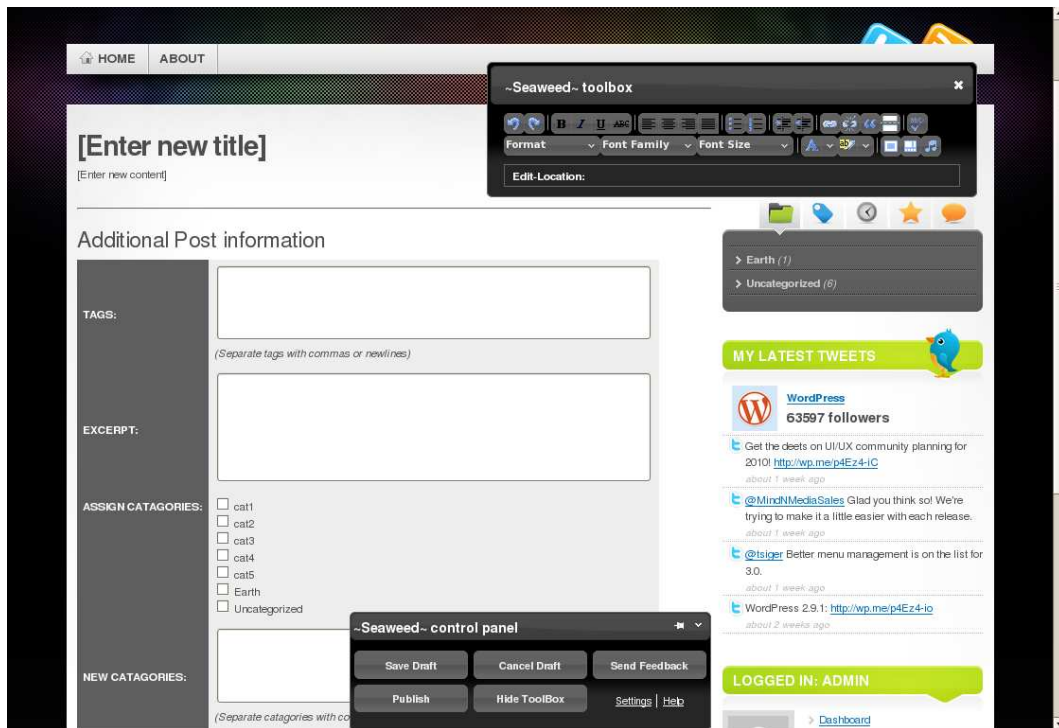 HOME
ABOUT
~Seaweed~ toolbox
B I U ABC
Format Font Family Font Size
Edit-Location:
[Enter new title]
[Enter new content]
Additional Post information
TAGS:
(Separate tags with commas or newlines)
EXCERPT:
ASSIGN CATAGORIES:
cat1
cat2
cat3
cat4
cat5
Earth
Uncategorized
NEW CATAGORIES:
(Separate catagories with co
~Seaweed~ control panel
Save Draft
Cancel Draft
Send Feedback
Publish
Hide ToolBox
Settings | Help
Earth (1)
Uncategorized (6)
MY LATEST TWEETS
WordPress
63597 followers
Get the deets on UI/UX community planning for
2010! http://wp.me/p4Ez4-iC
about 1 week ago
@MindNMediaSales Glad you think so! We're
trying to make it a little easier with each release.
about 1 week ago
@tsiger Better menu management is on the list for
3.0.
about 1 week ago
WordPress 2.9.1: http://wp.me/p4Ez4-io
about 2 weeks ago
LOGGED IN: ADMIN
Dashboard